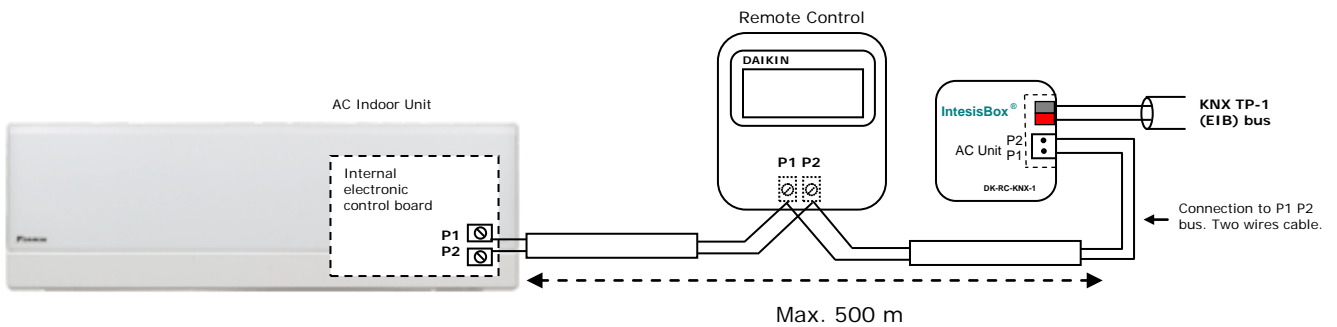 Remote Control
DAIKIN
P1 P2
AC Indoor Unit
Internal
electronic
control board
P1
P2
DAIKIN
IntesisBox ®
AC Unit
P2
P1
DK-RC-KNX-1
KNX TP-1
(EIB) bus
Connection to P1 P2
bus. Two wires cable.
Max. 500 m